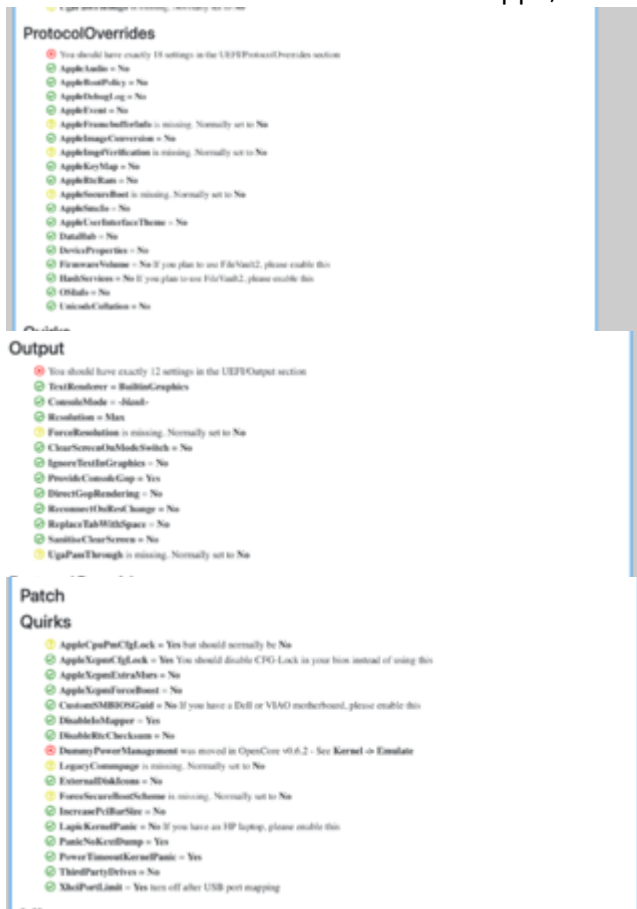 ProtocolOverrides
You should have exactly 18 settings in the UEFI/ProtocolOverrides section
AppleAudio = No
AppleBootPolicy = No
AppleDebugLog = No
AppleEvent = No
AppleFramebufferInfo is missing. Normally set to No
AppleImageConversion = No
AppleImg4Verification is missing. Normally set to No
AppleKeyMap = No
AppleRtcRam = No
AppleSecureBoot is missing. Normally set to No
AppleSmcIo = No
AppleUserInterfaceTheme = No
DataHub = No
DeviceProperties = No
FirmwareVolume = No If you plan to use FileVault2, please enable this
HashServices = No If you plan to use FileVault2, please enable this
OSInfo = No
UnicodeCollation = No
Output
You should have exactly 12 settings in the UEFI/Output section
TextRenderer = BuiltinGraphics
ConsoleMode = -blank-
Resolution = Max
ForceResolution is missing. Normally set to No
ClearScreenOnModeSwitch = No
IgnoreTextInGraphics = No
ProvideConsoleGop = Yes
DirectGopRendering = No
ReconnectOnResChange = No
ReplaceTabWithSpace = No
SanitiseClearScreen = No
UgaPassThrough is missing. Normally set to No
Patch
Quirks
AppleCpuPmCfgLock = Yes but should normally be No
AppleXcpmCfgLock = Yes You should disable CFG-Lock in your bios instead of using this
AppleXcpmExtraMsrs = No
AppleXcpmForceBoost = No
CustomSMBIOSGuid = No If you have a Dell or VIAO motherboard, please enable this
DisableIoMapper = Yes
DisableRtcChecksum = No
DummyPowerManagement was moved in OpenCore v0.6.2 - See Kernel -> Emulate
LegacyCommpage is missing. Normally set to No
ExternalDiskIcons = No
ForceSecureBootScheme is missing. Normally set to No
IncreasePciBarSize = No
LapicKernelPanic = No If you have an HP laptop, please enable this
PanicNoKextDump = Yes
PowerTimeoutKernelPanic = Yes
ThirdPartyDrives = No
XhciPortLimit = Yes turn off after USB port mapping